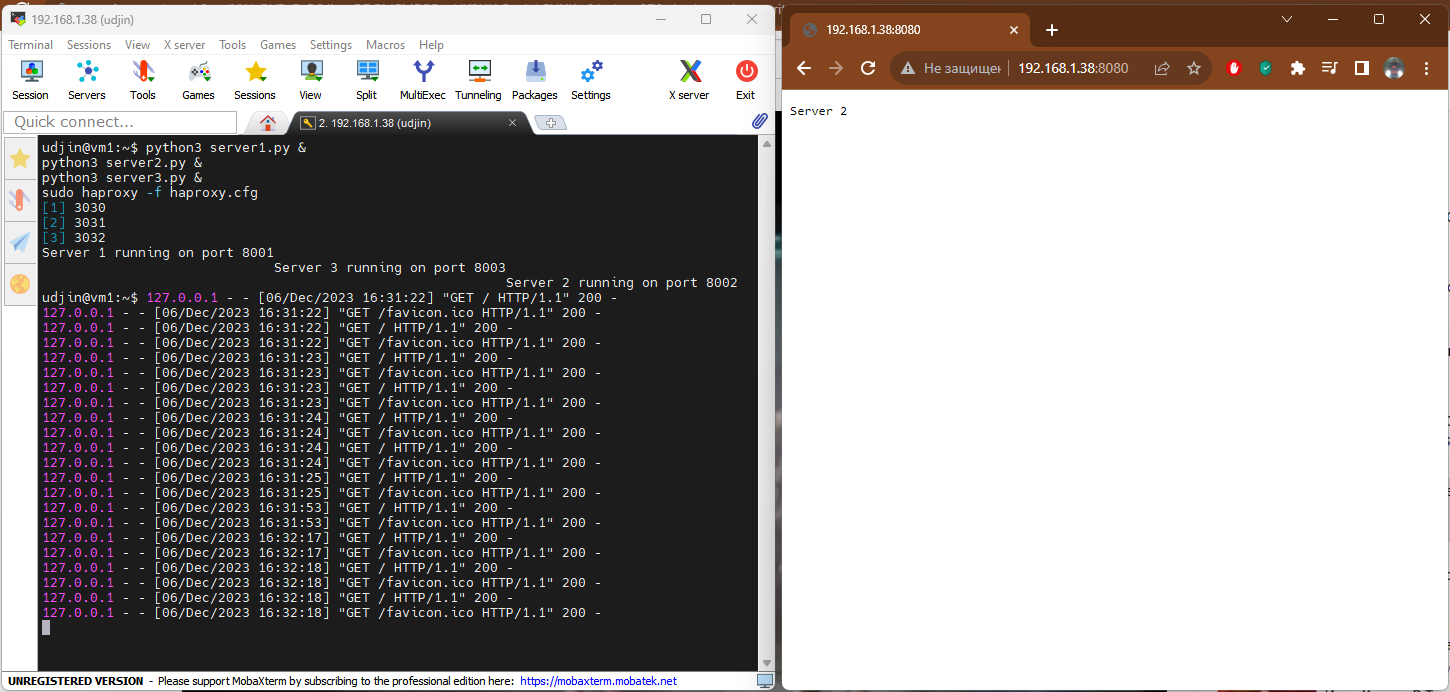 192.168.1.38 (udjin)
Terminal Sessions View X server Tools Games Settings Macros Help
Session Servers Tools Games Sessions View Split MultiExec Tunneling Packages Settings X server Exit
Quick connect...
2. 192.168.1.38 (udjin)
udjin@vm1:~$ python3 server1.py &
python3 server2.py &
python3 server3.py &
sudo haproxy -f haproxy.cfg
[1] 3030
[2] 3031
[3] 3032
Server 1 running on port 8001
Server 3 running on port 8003
Server 2 running on port 8002
udjin@vm1:~$ 127.0.0.1 - - [06/Dec/2023 16:31:22] "GET / HTTP/1.1" 200 -
127.0.0.1 - - [06/Dec/2023 16:31:22] "GET /favicon.ico HTTP/1.1" 200 -
127.0.0.1 - - [06/Dec/2023 16:31:22] "GET / HTTP/1.1" 200 -
127.0.0.1 - - [06/Dec/2023 16:31:22] "GET /favicon.ico HTTP/1.1" 200 -
127.0.0.1 - - [06/Dec/2023 16:31:23] "GET / HTTP/1.1" 200 -
127.0.0.1 - - [06/Dec/2023 16:31:23] "GET /favicon.ico HTTP/1.1" 200 -
127.0.0.1 - - [06/Dec/2023 16:31:23] "GET / HTTP/1.1" 200 -
127.0.0.1 - - [06/Dec/2023 16:31:23] "GET /favicon.ico HTTP/1.1" 200 -
127.0.0.1 - - [06/Dec/2023 16:31:24] "GET / HTTP/1.1" 200 -
127.0.0.1 - - [06/Dec/2023 16:31:24] "GET /favicon.ico HTTP/1.1" 200 -
127.0.0.1 - - [06/Dec/2023 16:31:24] "GET / HTTP/1.1" 200 -
127.0.0.1 - - [06/Dec/2023 16:31:24] "GET /favicon.ico HTTP/1.1" 200 -
127.0.0.1 - - [06/Dec/2023 16:31:25] "GET / HTTP/1.1" 200 -
127.0.0.1 - - [06/Dec/2023 16:31:25] "GET /favicon.ico HTTP/1.1" 200 -
127.0.0.1 - - [06/Dec/2023 16:31:53] "GET / HTTP/1.1" 200 -
127.0.0.1 - - [06/Dec/2023 16:31:53] "GET /favicon.ico HTTP/1.1" 200 -
127.0.0.1 - - [06/Dec/2023 16:32:17] "GET / HTTP/1.1" 200 -
127.0.0.1 - - [06/Dec/2023 16:32:17] "GET /favicon.ico HTTP/1.1" 200 -
127.0.0.1 - - [06/Dec/2023 16:32:18] "GET / HTTP/1.1" 200 -
127.0.0.1 - - [06/Dec/2023 16:32:18] "GET /favicon.ico HTTP/1.1" 200 -
127.0.0.1 - - [06/Dec/2023 16:32:18] "GET / HTTP/1.1" 200 -
127.0.0.1 - - [06/Dec/2023 16:32:18] "GET /favicon.ico HTTP/1.1" 200 -
UNREGISTERED VERSION - Please support MobaXterm by subscribing to the professional edition here: https://mobaxterm.mobatek.net
192.168.1.38:8080
Не защищен 192.168.1.38:8080
Server 2